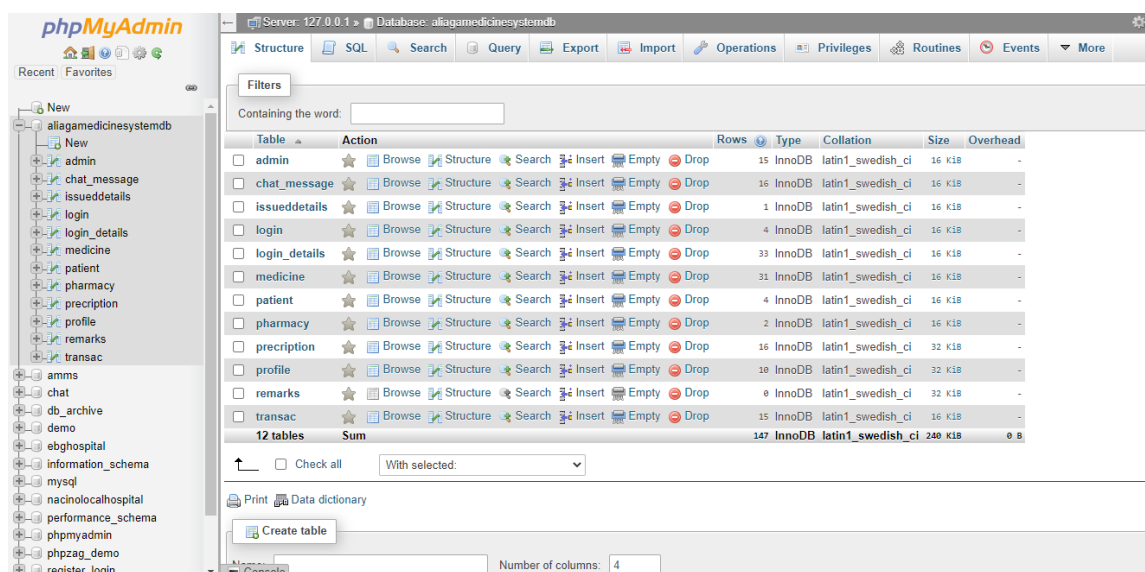 phpMyAdmin
Recent Favorites
New
aliagamedicinesystemdb
New
admin
chat_message
issueddetails
login
login_details
medicine
patient
pharmacy
precription
profile
remarks
transac
amms
chat
db_archive
demo
ebghospital
information_schema
mysql
nacinolocalhospital
performance_schema
phpmyadmin
phpzag_demo
register_login
Server: 127.0.0.1 » Database: aliagamedicinesystemdb
Structure SQL Search Query Export Import Operations Privileges Routines Events More
Filters
Containing the word:
Table Action Rows Type Collation Size Overhead
admin Browse Structure Search Insert Empty Drop 15 InnoDB latin1_swedish_ci 16 KiB -
chat_message Browse Structure Search Insert Empty Drop 16 InnoDB latin1_swedish_ci 16 KiB -
issueddetails Browse Structure Search Insert Empty Drop 1 InnoDB latin1_swedish_ci 16 KiB -
login Browse Structure Search Insert Empty Drop 4 InnoDB latin1_swedish_ci 16 KiB -
login_details Browse Structure Search Insert Empty Drop 33 InnoDB latin1_swedish_ci 16 KiB -
medicine Browse Structure Search Insert Empty Drop 31 InnoDB latin1_swedish_ci 16 KiB -
patient Browse Structure Search Insert Empty Drop 4 InnoDB latin1_swedish_ci 16 KiB -
pharmacy Browse Structure Search Insert Empty Drop 2 InnoDB latin1_swedish_ci 16 KiB -
precription Browse Structure Search Insert Empty Drop 16 InnoDB latin1_swedish_ci 32 KiB -
profile Browse Structure Search Insert Empty Drop 10 InnoDB latin1_swedish_ci 32 KiB -
remarks Browse Structure Search Insert Empty Drop 0 InnoDB latin1_swedish_ci 32 KiB -
transac Browse Structure Search Insert Empty Drop 15 InnoDB latin1_swedish_ci 16 KiB -
12 tables Sum 147 InnoDB latin1_swedish_ci 240 KiB 0 B
Check all With selected:
Print Data dictionary
Create table
Name: Number of columns: 4
Console